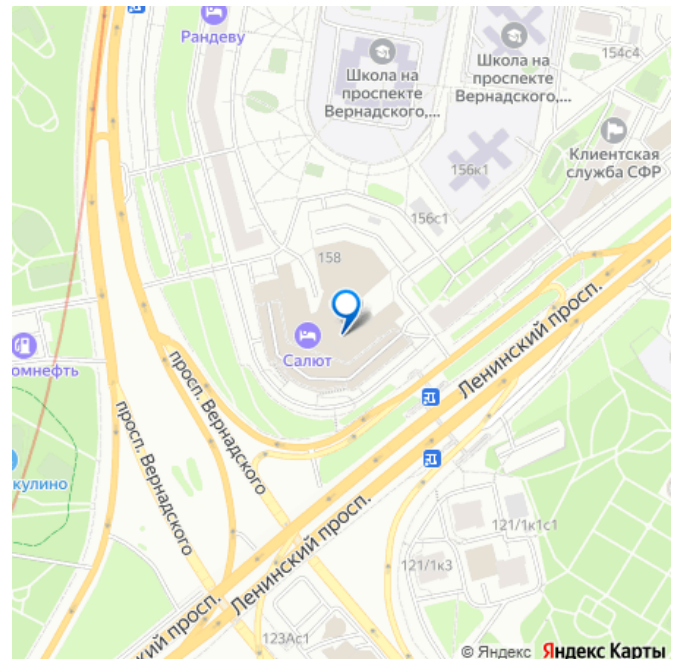 Рандеву
Школа на
проспекте
Вернадского,...
Школа на
проспекте
Вернадского,...
154с4
Клиентская
служба СФР
156к1
156с1
158
Салют
омнефть
Ленинский просп.
просп. Вернадского
просп. Вернадского
кулино
Ленинский просп.
ский просп.
121/1к1с1
121/1к3
123Ас1
© Яндекс Яндекс Карты